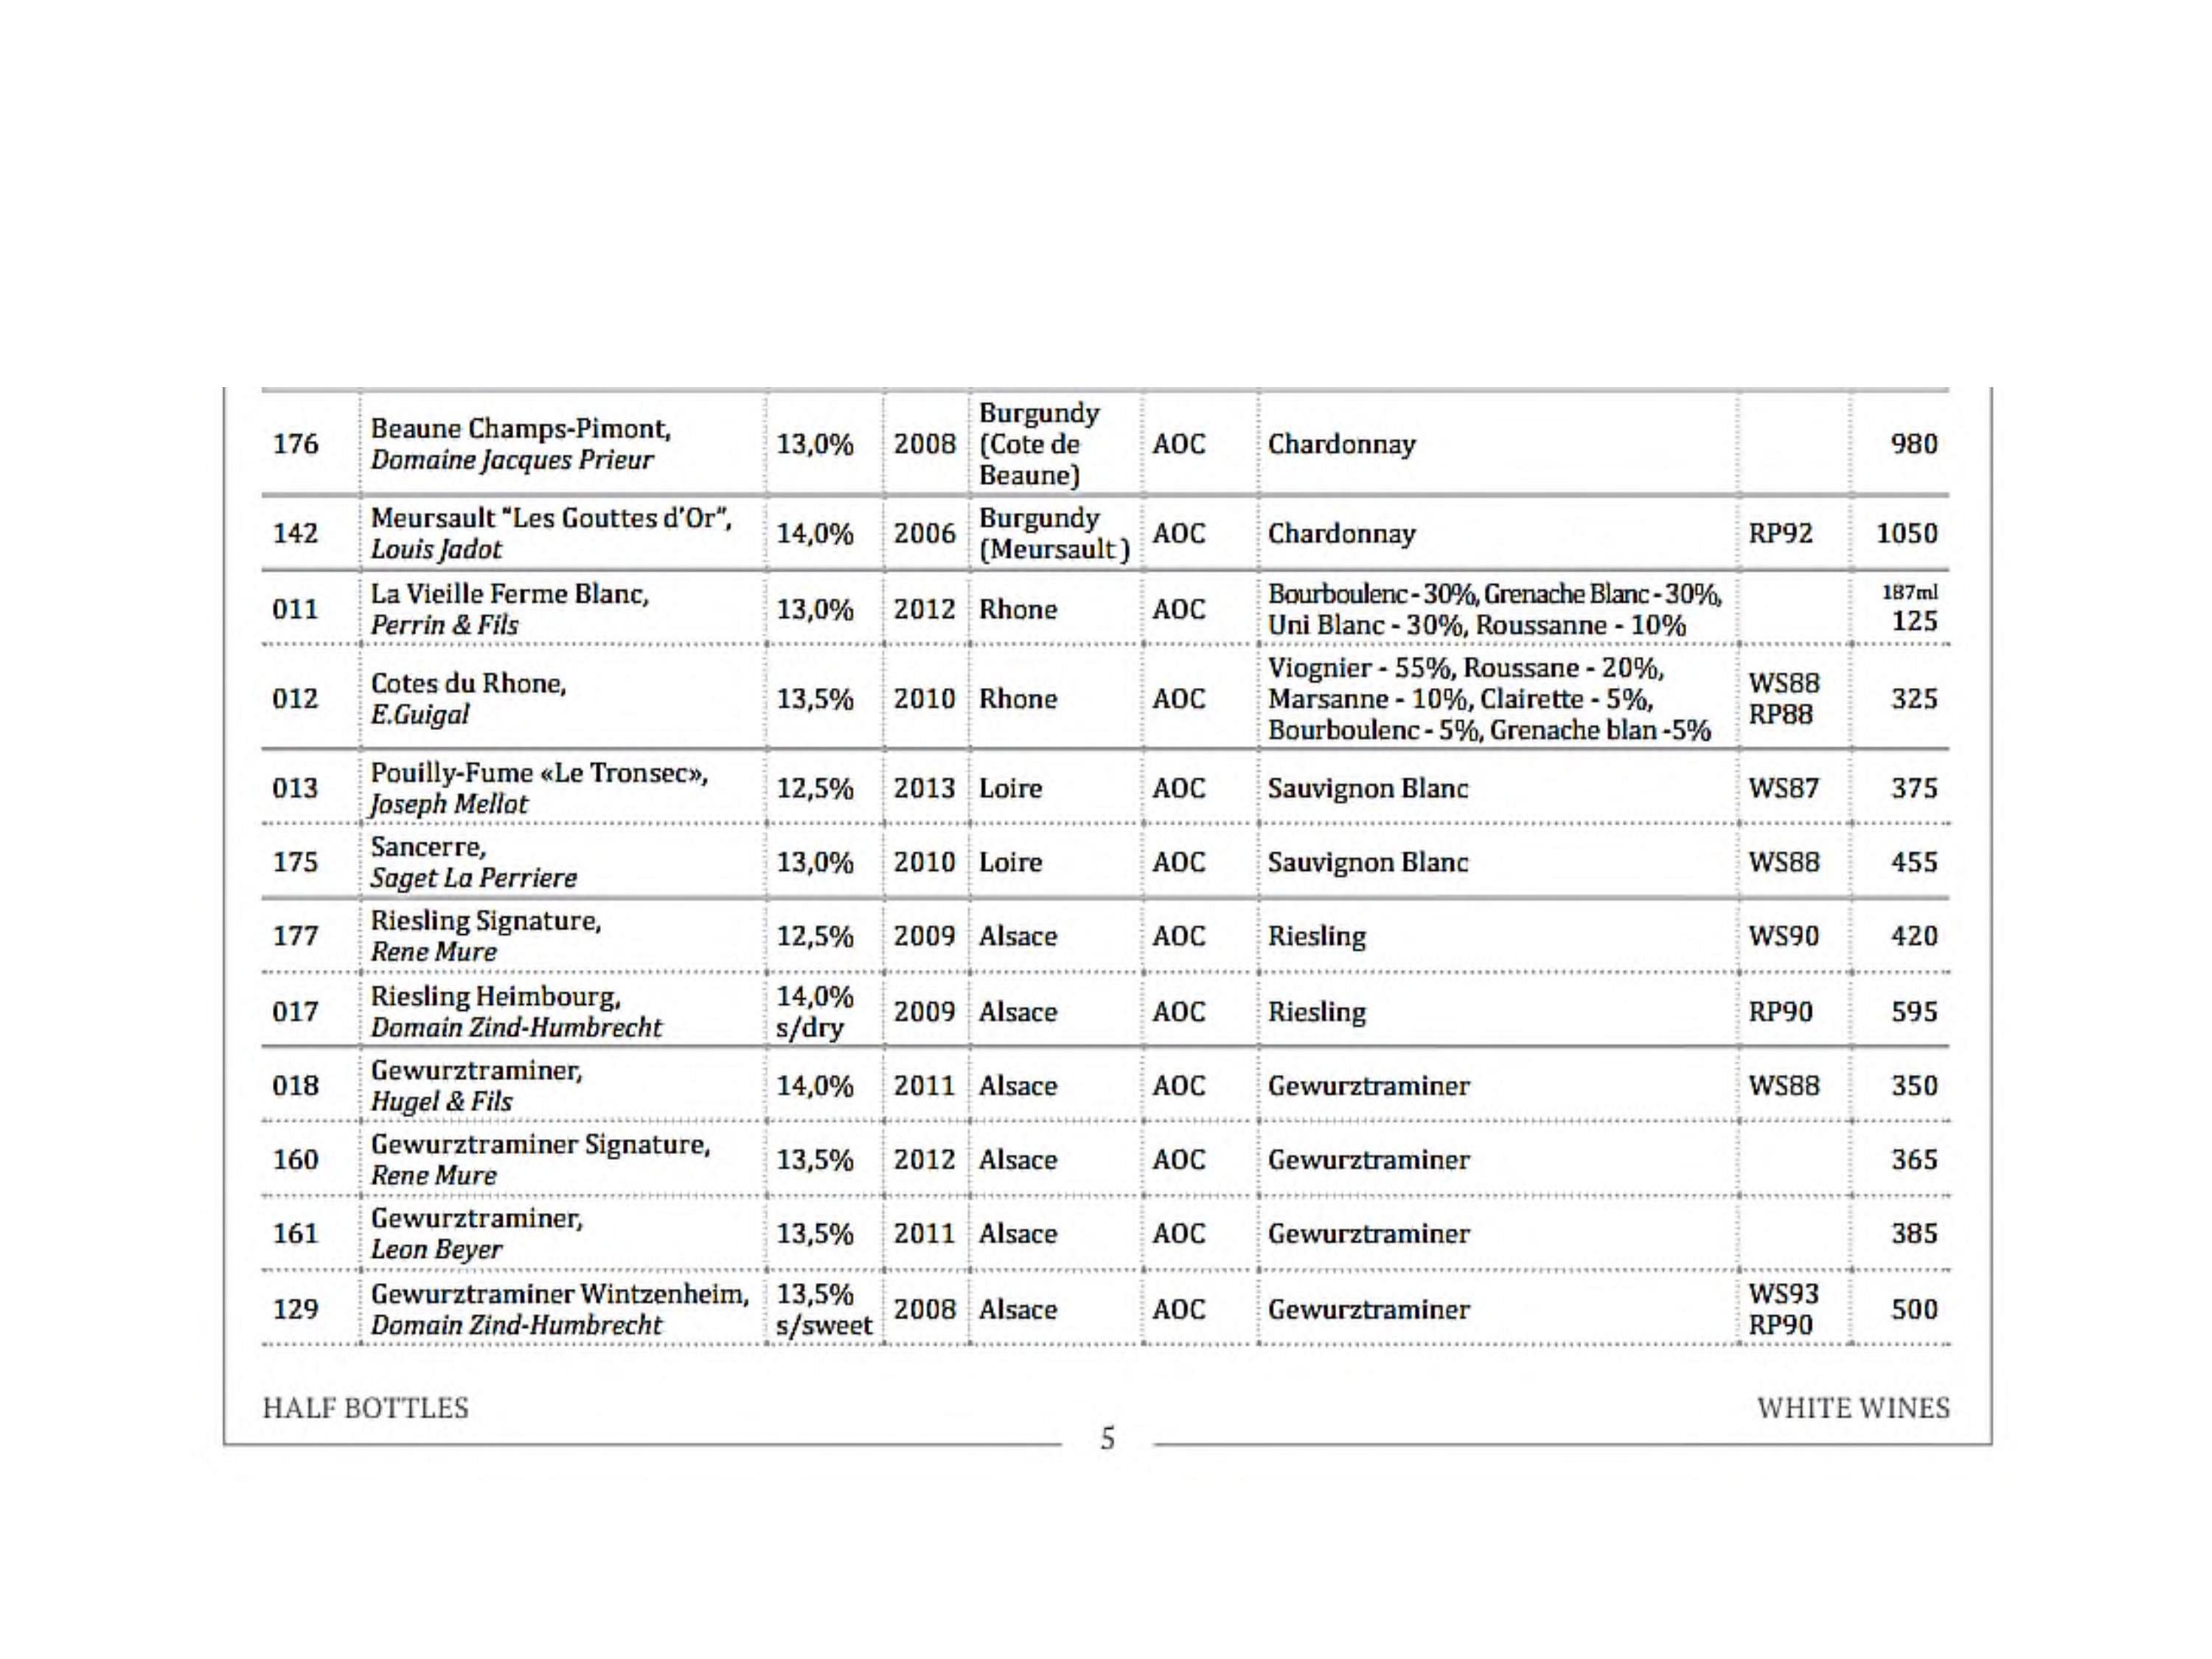 176 Beaune Champs-Pimont, Domaine Jacques Prieur 13,0% 2008 Burgundy (Cote de Beaune) AOC Chardonnay 980
142 Meursault "Les Gouttes d'Or", Louis Jadot 14,0% 2006 Burgundy (Meursault) AOC Chardonnay RP92 1050
011 La Vieille Ferme Blanc, Perrin & Fils 13,0% 2012 Rhone AOC Bourboulenc - 30%, Grenache Blanc - 30%, Uni Blanc - 30%, Roussanne - 10% 187ml 125
012 Cotes du Rhone, E.Guigal 13,5% 2010 Rhone AOC Viognier - 55%, Roussane - 20%, Marsanne - 10%, Clairette - 5%, Bourboulenc - 5%, Grenache blan -5% WS88 RP88 325
013 Pouilly-Fume «Le Tronsec», Joseph Mellot 12,5% 2013 Loire AOC Sauvignon Blanc WS87 375
175 Sancerre, Saget La Perriere 13,0% 2010 Loire AOC Sauvignon Blanc WS88 455
177 Riesling Signature, Rene Mure 12,5% 2009 Alsace AOC Riesling WS90 420
017 Riesling Heimbourg, Domain Zind-Humbrecht 14,0% s/dry 2009 Alsace AOC Riesling RP90 595
018 Gewurztraminer, Hugel & Fils 14,0% 2011 Alsace AOC Gewurztraminer WS88 350
160 Gewurztraminer Signature, Rene Mure 13,5% 2012 Alsace AOC Gewurztraminer 365
161 Gewurztraminer, Leon Beyer 13,5% 2011 Alsace AOC Gewurztraminer 385
129 Gewurztraminer Wintzenheim, Domain Zind-Humbrecht 13,5% s/sweet 2008 Alsace AOC Gewurztraminer WS93 RP90 500
HALF BOTTLES
WHITE WINES
5